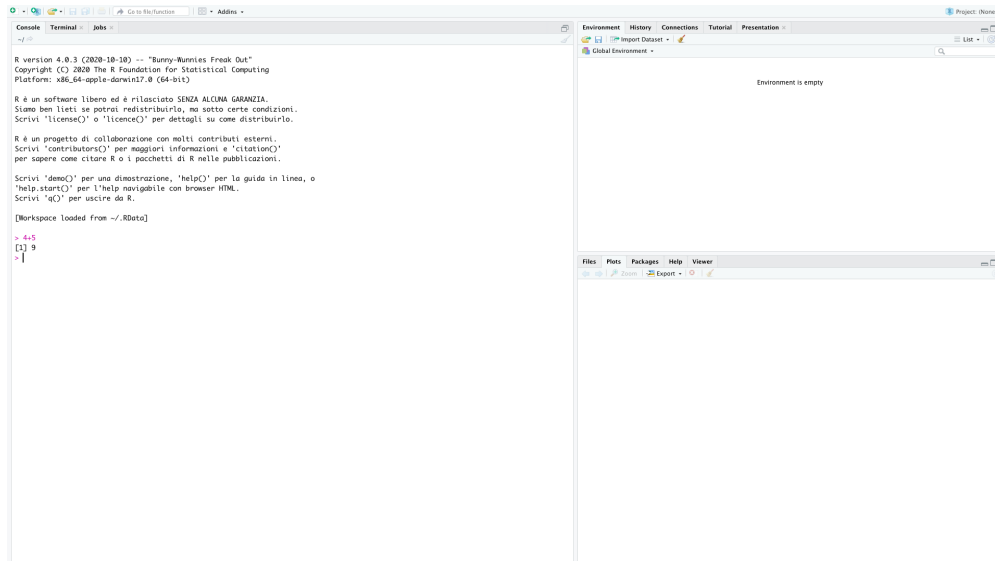 Go to file/function Addins Project: (None
Console Terminal Jobs
~/
R version 4.0.3 (2020-10-10) -- "Bunny-Wunnies Freak Out"
Copyright (C) 2020 The R Foundation for Statistical Computing
Platform: x86_64-apple-darwin17.0 (64-bit)
R è un software libero ed è rilasciato SENZA ALCUNA GARANZIA.
Siamo ben lieti se potrai redistribuirlo, ma sotto certe condizioni.
Scrivi 'license()' o 'licence()' per dettagli su come distribuirlo.
R è un progetto di collaborazione con molti contributi esterni.
Scrivi 'contributors()' per maggiori informazioni e 'citation()'
per sapere come citare R o i pacchetti di R nelle pubblicazioni.
Scrivi 'demo()' per una dimostrazione, 'help()' per la guida in linea, o
'help.start()' per l'help navigabile con browser HTML.
Scrivi 'q()' per uscire da R.
[Workspace loaded from ~/.RData]
> 4+5
[1] 9
>
Environment History Connections Tutorial Presentation
Import Dataset List
Global Environment
Environment is empty
Files Plots Packages Help Viewer
Zoom Export